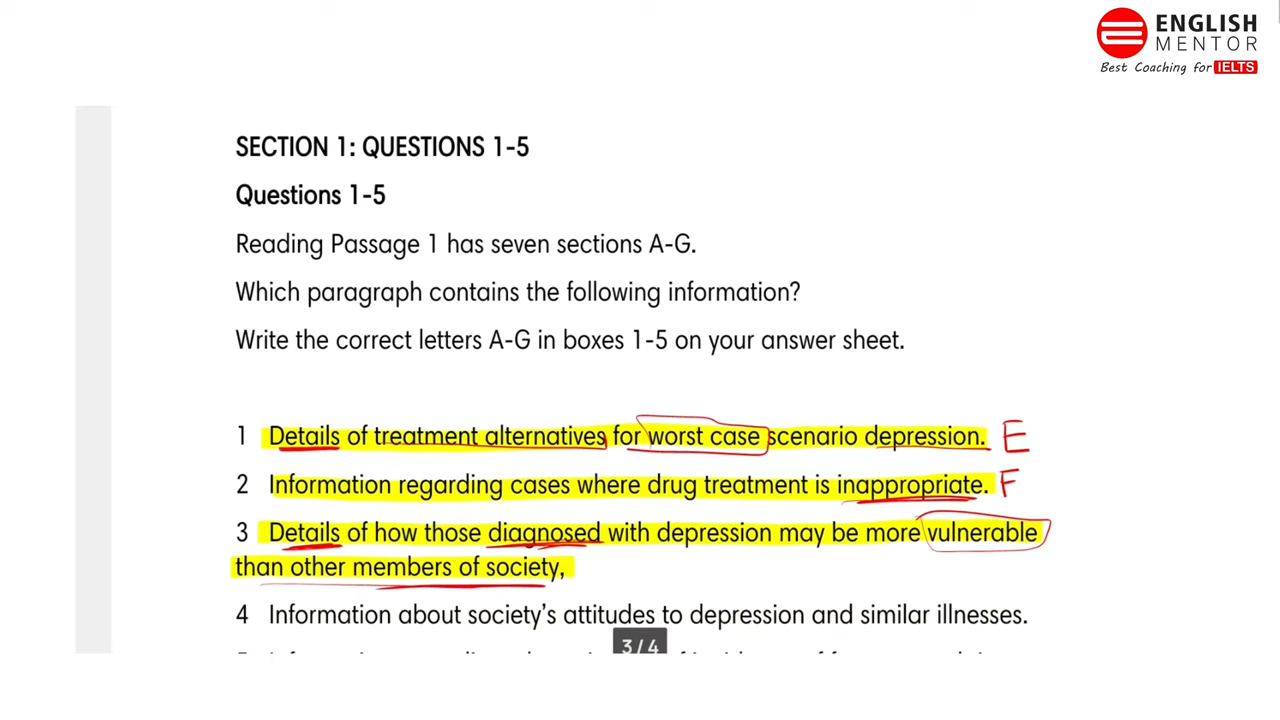 ENGLISH
MENTOR
Best Coaching for IELTS
SECTION 1: QUESTIONS 1-5
Questions 1-5
Reading Passage 1 has seven sections A-G.
Which paragraph contains the following information?
Write the correct letters A-G in boxes 1-5 on your answer sheet.
1 Details of treatment alternatives for worst case scenario depression. E
2 Information regarding cases where drug treatment is inappropriate. F
3 Details of how those diagnosed with depression may be more vulnerable
than other members of society,
4 Information about society's attitudes to depression and similar illnesses.
3 / 4